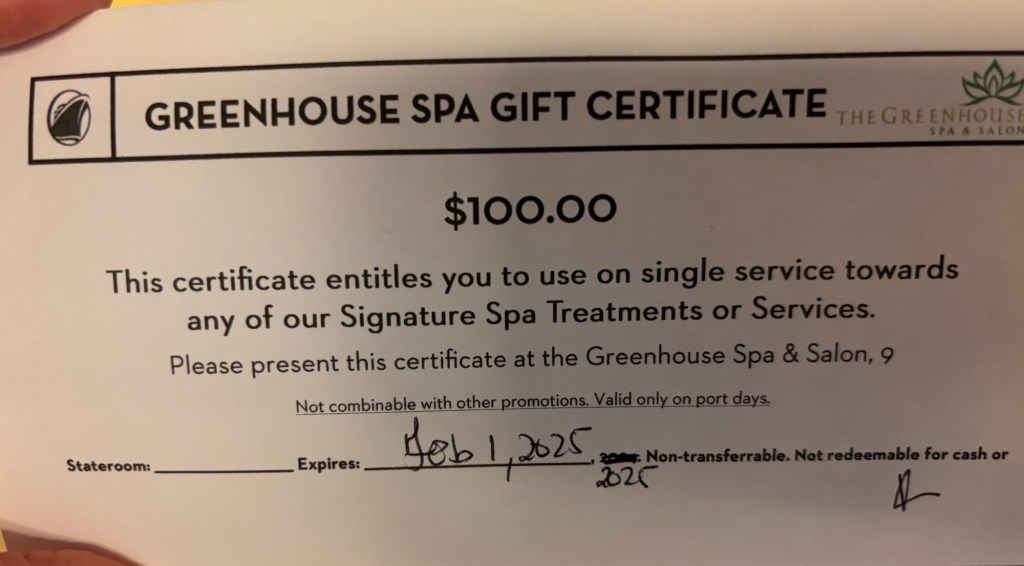 GREENHOUSE SPA GIFT CERTIFICATE
THE GREENHOUSE
SPA & SALON
$100.00
This certificate entitles you to use on single service towards
any of our Signature Spa Treatments or Services.
Please present this certificate at the Greenhouse Spa & Salon, 9
Not combinable with other promotions. Valid only on port days.
Stateroom: Expires: Feb 1, 2025, Non-transferrable. Not redeemable for cash or
2025